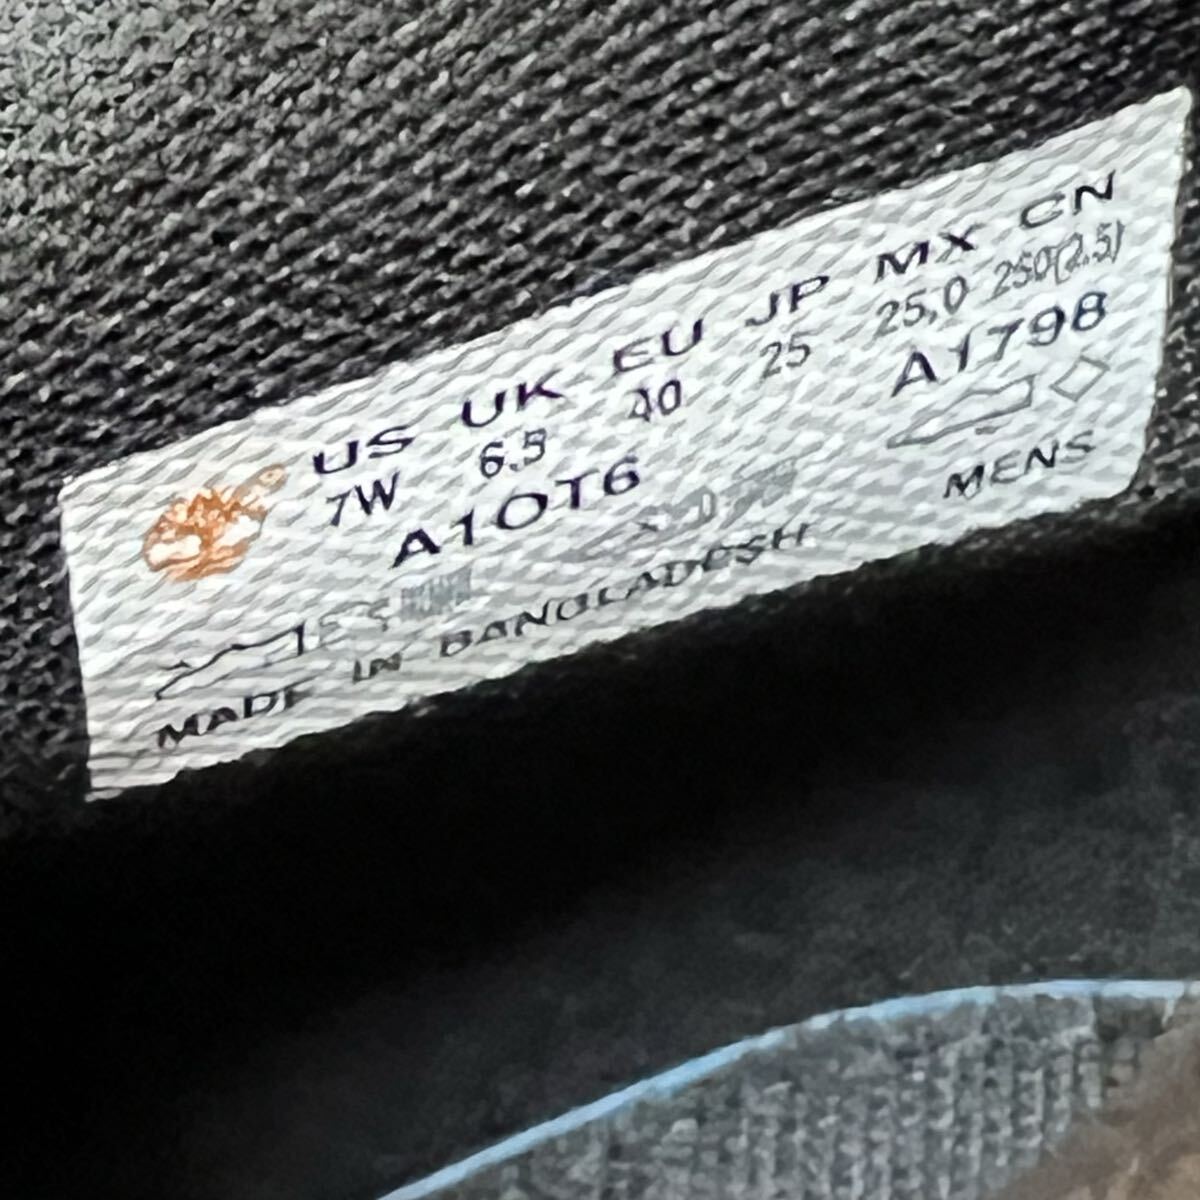 US UK EU JP MX CN
7W 6.5 40 25 25.0 250(2.5)
A1OT6 A1798
MENS
MADE IN BANGLADESH